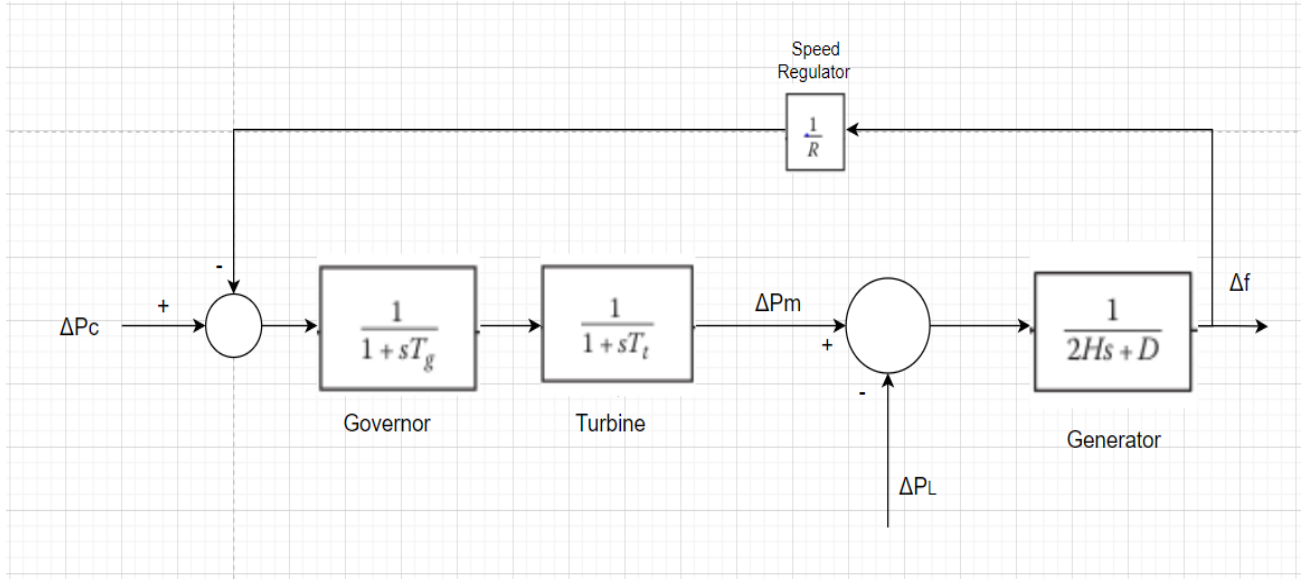 Speed
Regulator
1
R
-
+
ΔPc
1
1 + sTg
1
1 + sTt
ΔPm
+
-
1
2Hs + D
Δf
Governor
Turbine
Generator
ΔPL